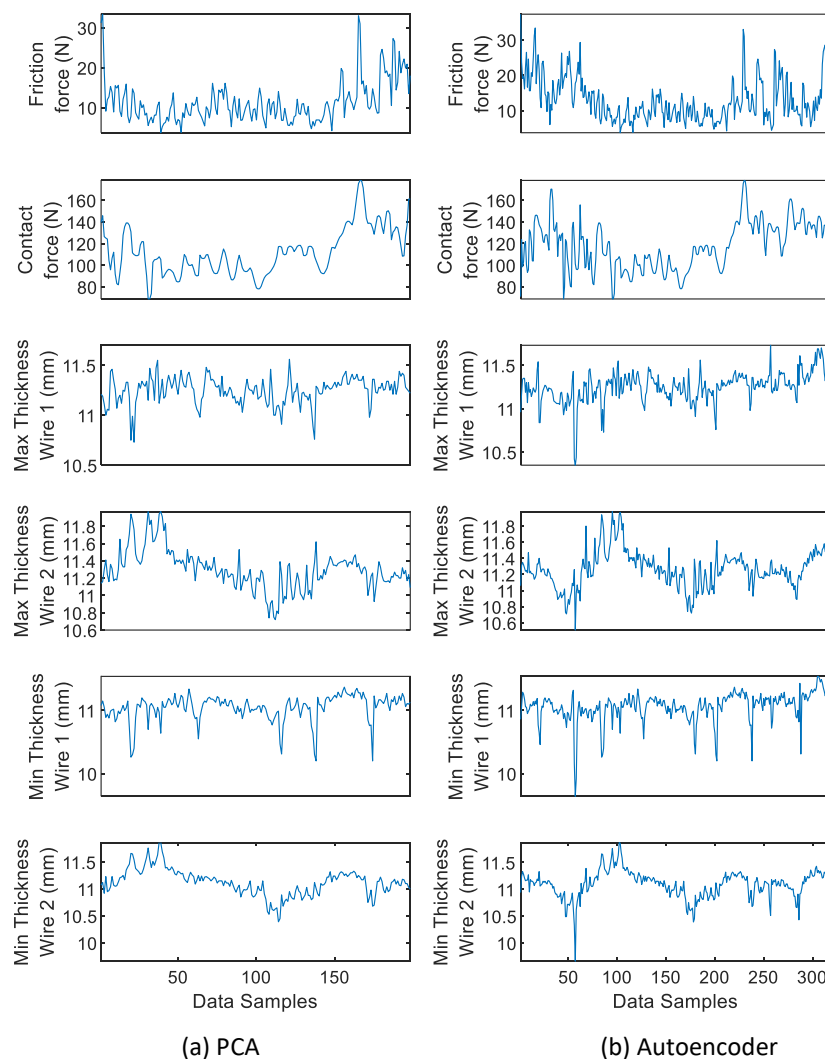 30
20
10
Friction
force (N)
30
20
10
Friction
force (N)
160
140
120
100
80
Contact
force (N)
160
140
120
100
80
Contact
force (N)
11.5
11
10.5
Max Thickness
Wire 1 (mm)
11.5
11
10.5
Max Thickness
Wire 1 (mm)
11.8
11.6
11.4
11.2
11
10.8
10.6
Max Thickness
Wire 2 (mm)
11.8
11.6
11.4
11.2
11
10.8
10.6
Max Thickness
Wire 2 (mm)
11
10
Min Thickness
Wire 1 (mm)
11
10
Min Thickness
Wire 1 (mm)
11.5
11
10.5
10
Min Thickness
Wire 2 (mm)
50 100 150
Data Samples
11.5
11
10.5
10
Min Thickness
Wire 2 (mm)
50 100 150 200 250 300
Data Samples
(a) PCA
(b) Autoencoder